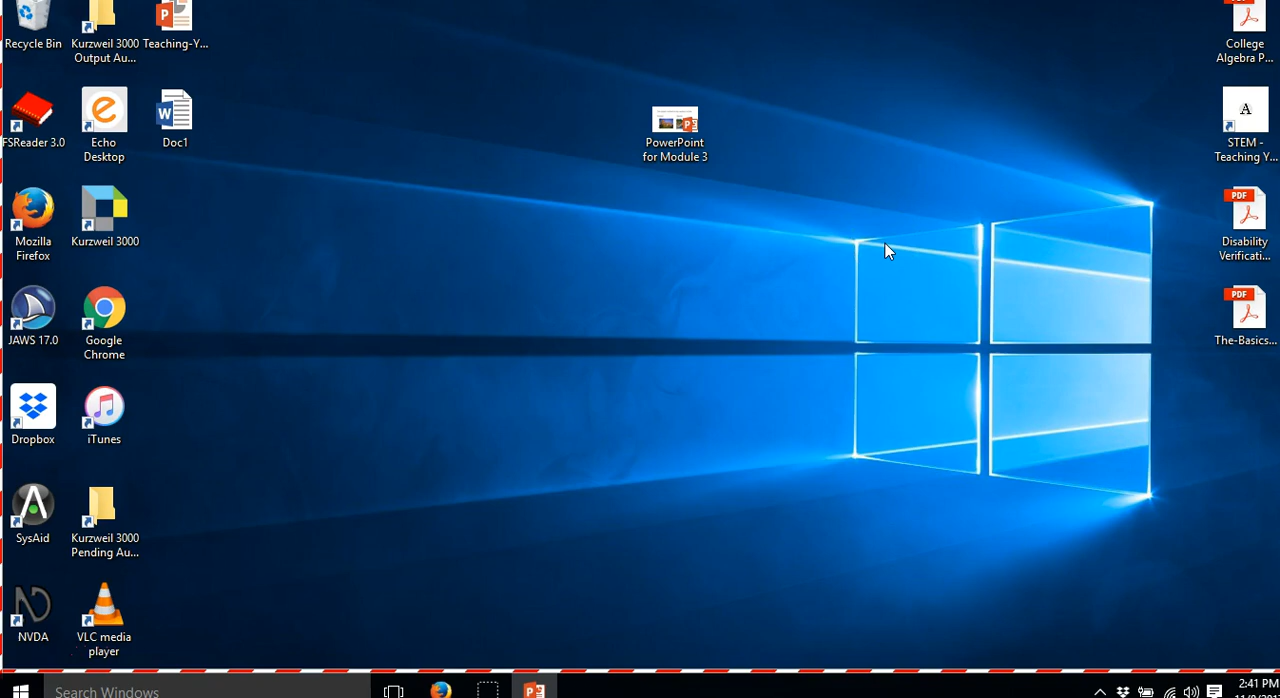 Recycle Bin
Kurzweil 3000
Output Au...
Teaching-Y...
FSReader 3.0
Echo
Desktop
Doc1
Mozilla
Firefox
Kurzweil 3000
JAWS 17.0
Google
Chrome
Dropbox
iTunes
SysAid
Kurzweil 3000
Pending Au...
NVDA
VLC media
player
PowerPoint
for Module 3
College
Algebra P...
A
STEM -
Teaching Y...
PDF
Disability
Verificati...
PDF
The-Basics...
Search Windows
2:41 PM